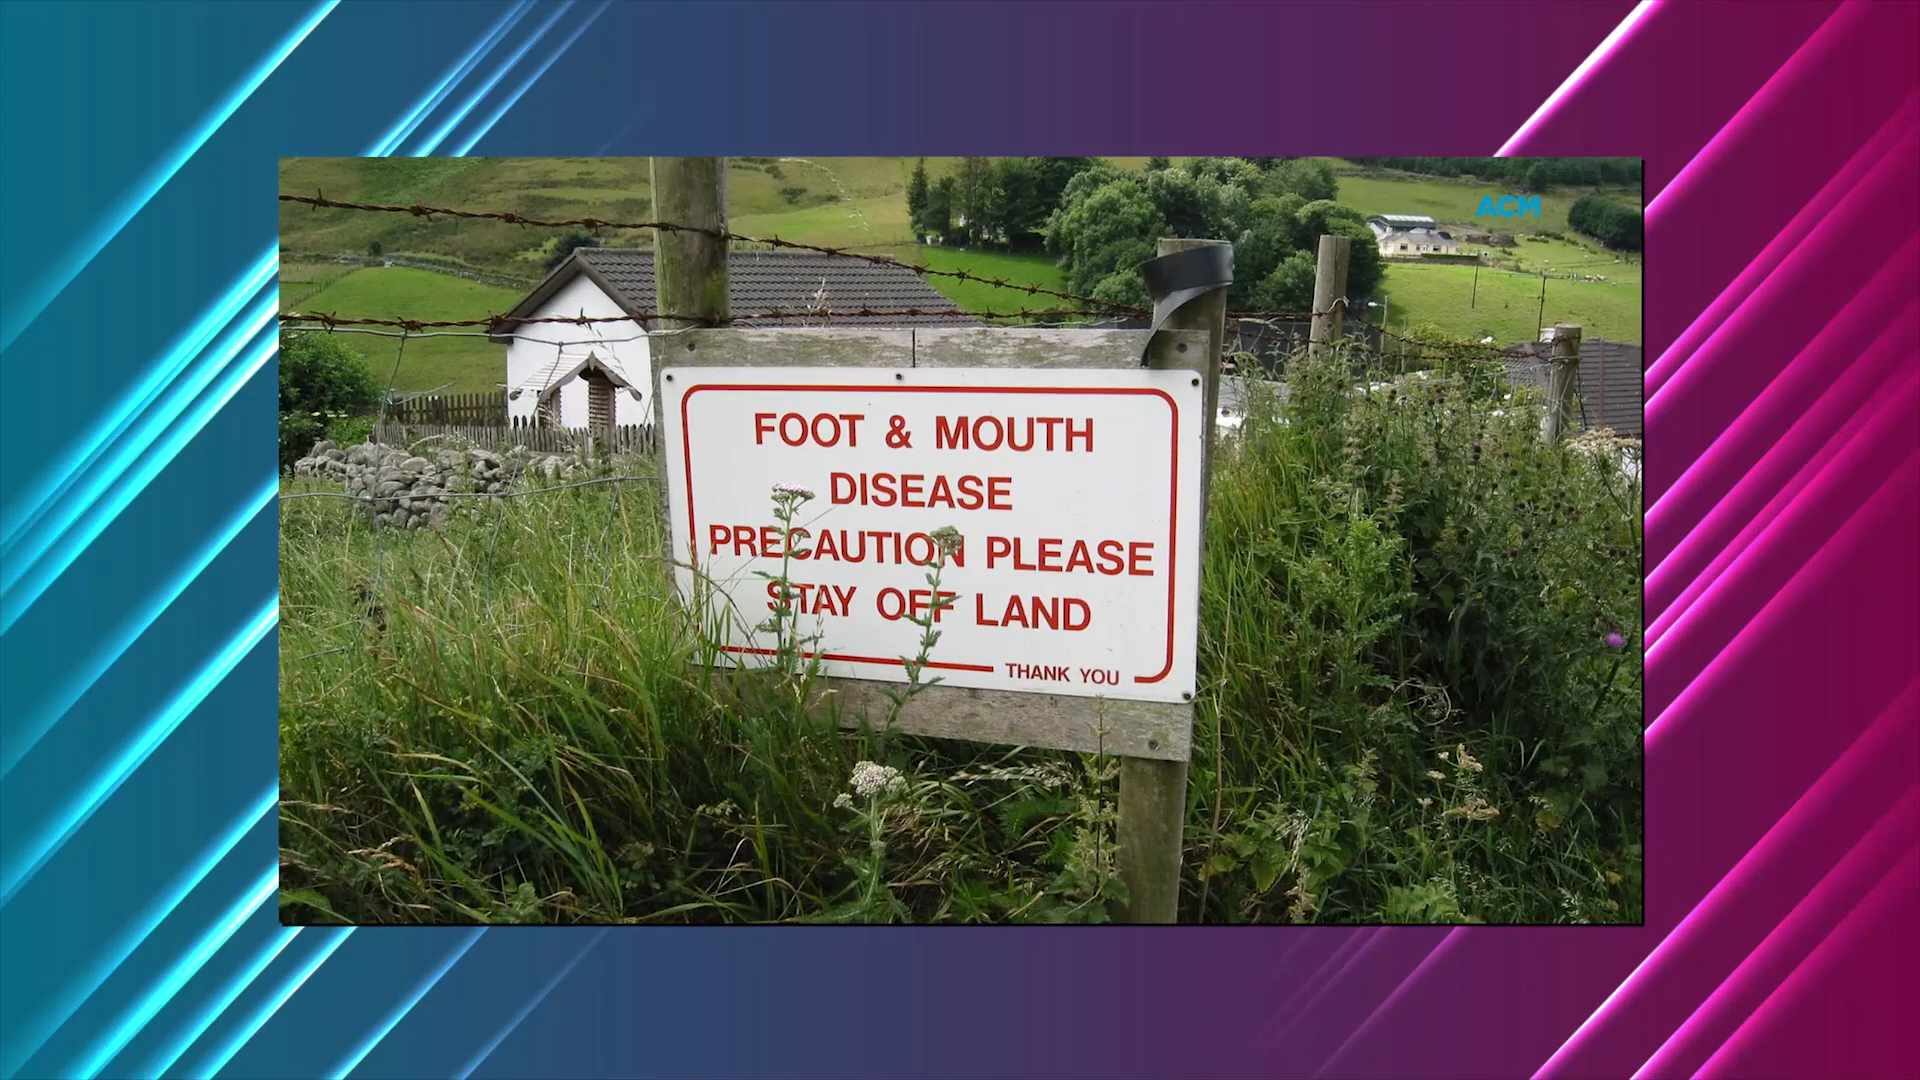 ACM
FOOT & MOUTH
DISEASE
PRECAUTION PLEASE
STAY OFF LAND
THANK YOU